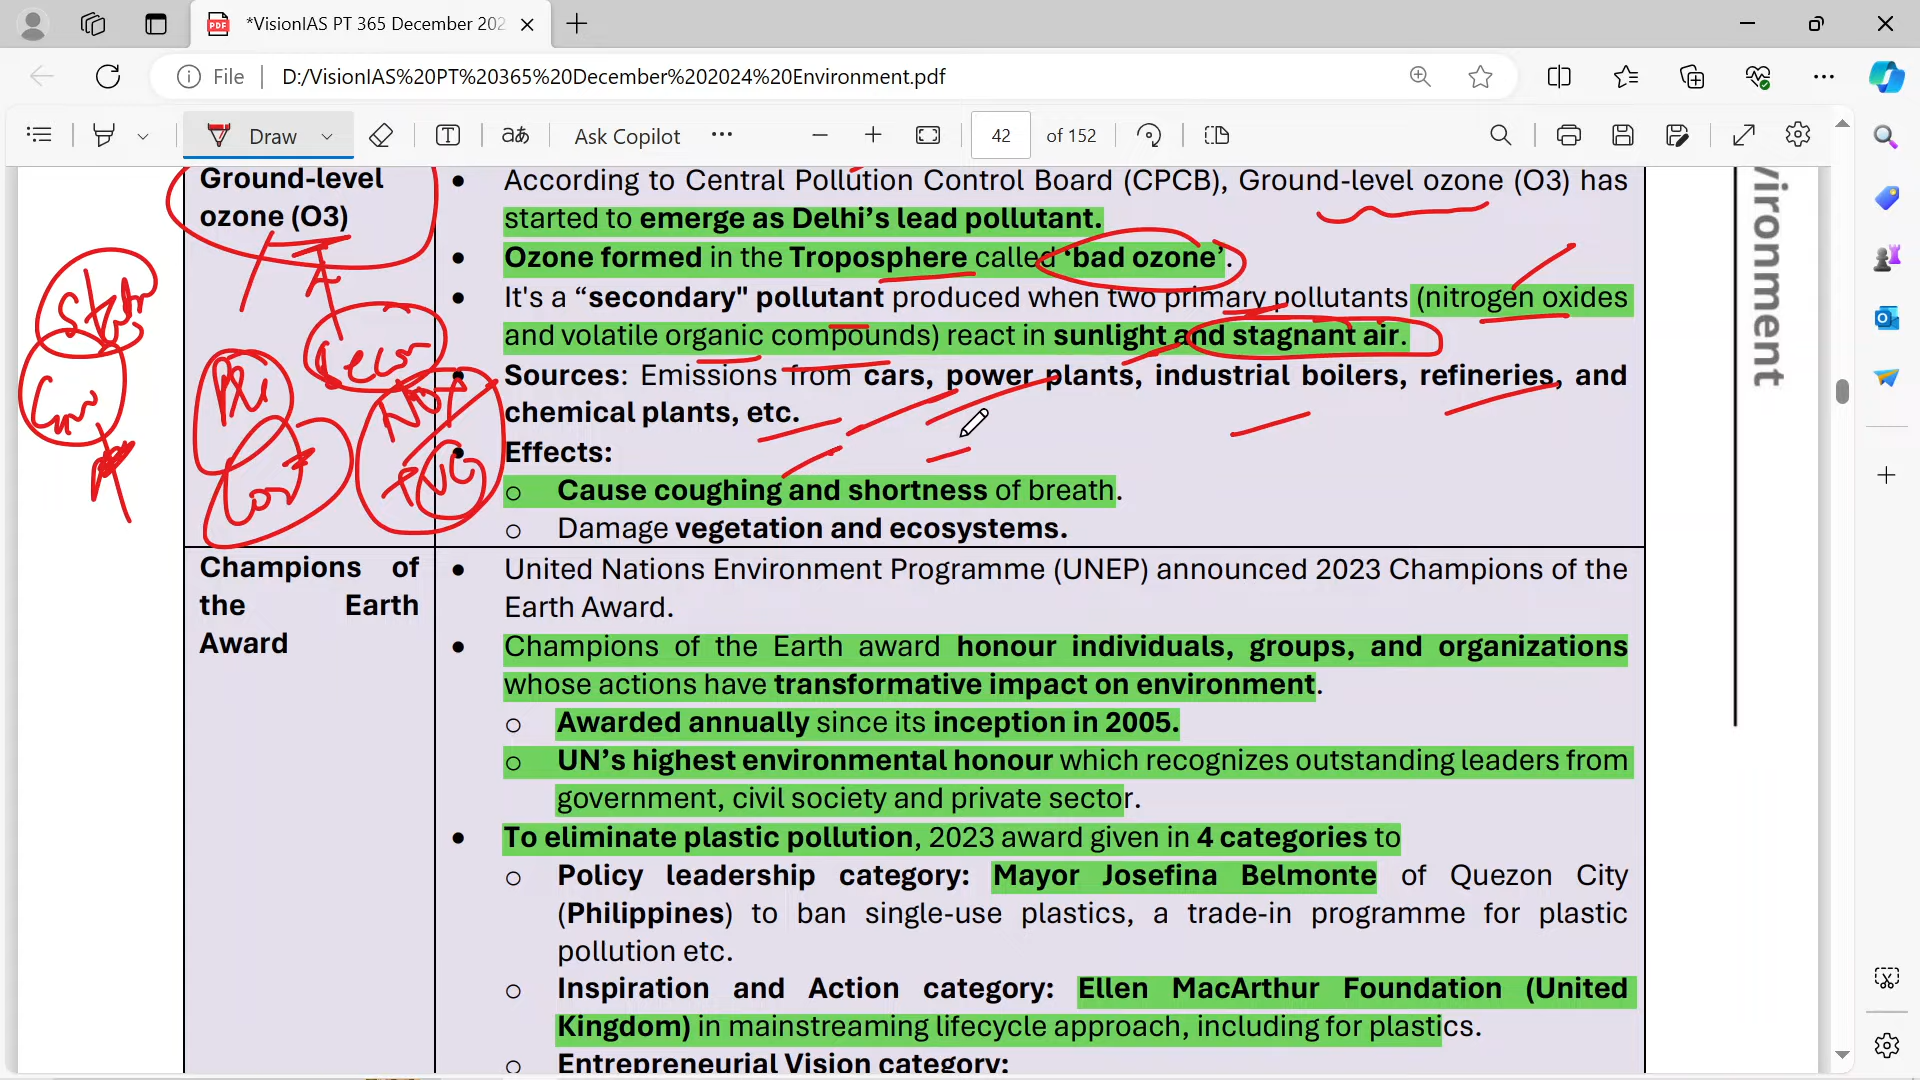 *VisionIAS PT 365 December 202
File
D:/VisionIAS%20PT%20365%20December%202024%20Environment.pdf
Draw
Ask Copilot
42 of 152
Ground-level
ozone (O3)
• According to Central Pollution Control Board (CPCB), Ground-level ozone (O3) has
started to emerge as Delhi’s lead pollutant.
• Ozone formed in the Troposphere called ‘bad ozone’.
• It's a “secondary" pollutant produced when two primary pollutants (nitrogen oxides
and volatile organic compounds) react in sunlight and stagnant air.
• Sources: Emissions from cars, power plants, industrial boilers, refineries, and
chemical plants, etc.
• Effects:
o Cause coughing and shortness of breath.
o Damage vegetation and ecosystems.
Champions of
the Earth
Award
• United Nations Environment Programme (UNEP) announced 2023 Champions of the
Earth Award.
• Champions of the Earth award honour individuals, groups, and organizations
whose actions have transformative impact on environment.
o Awarded annually since its inception in 2005.
o UN’s highest environmental honour which recognizes outstanding leaders from
government, civil society and private sector.
• To eliminate plastic pollution, 2023 award given in 4 categories to
o Policy leadership category: Mayor Josefina Belmonte of Quezon City
(Philippines) to ban single-use plastics, a trade-in programme for plastic
pollution etc.
o Inspiration and Action category: Ellen MacArthur Foundation (United
Kingdom) in mainstreaming lifecycle approach, including for plastics.
o Entrepreneurial Vision category:
vironment